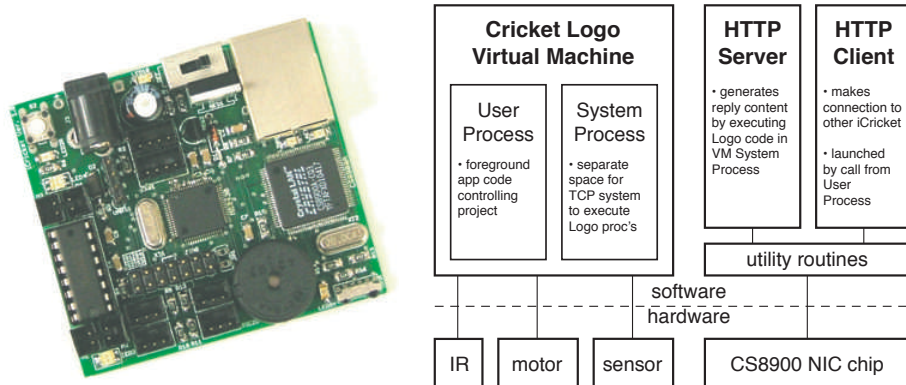 CrystalLAN
Cricket Logo
Virtual Machine
User
Process
• foreground
app code
controlling
project
System
Process
• separate
space for
TCP system
to execute
Logo proc's
HTTP
Server
• generates
reply content
by executing
Logo code in
VM System
Process
HTTP
Client
• makes
connection to
other iCricket
• launched
by call from
User
Process
utility routines
software
hardware
IR
motor
sensor
CS8900 NIC chip